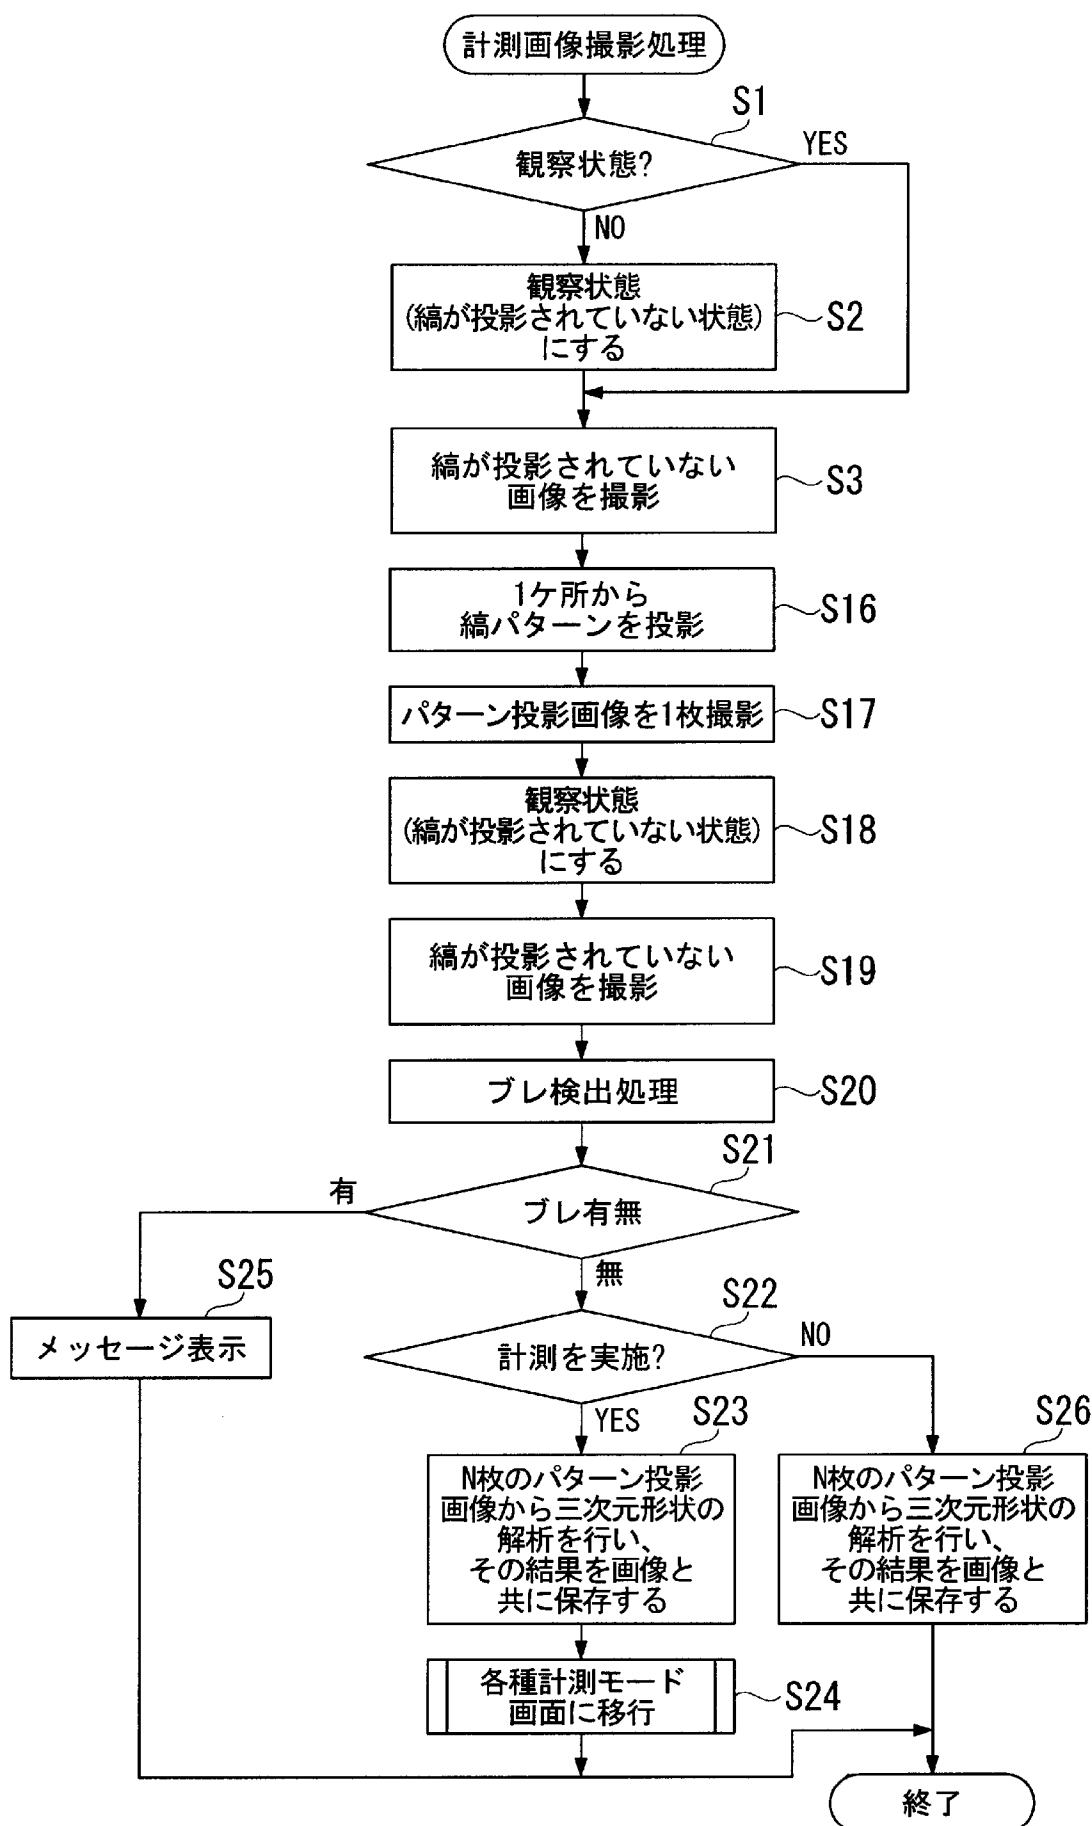 計測画像撮影処理
S1
観察状態?
YES
NO
観察状態
(縞が投影されていない状態)
にする
S2
縞が投影されていない
画像を撮影
S3
1ケ所から
縞パターンを投影
S16
パターン投影画像を1枚撮影
S17
観察状態
(縞が投影されていない状態)
にする
S18
縞が投影されていない
画像を撮影
S19
ブレ検出処理
S20
S21
有
ブレ有無
無
S25
メッセージ表示
S22
計測を実施?
NO
YES
S23
N枚のパターン投影
画像から三次元形状の
解析を行い、
その結果を画像と
共に保存する
S26
N枚のパターン投影
画像から三次元形状の
解析を行い、
その結果を画像と
共に保存する
各種計測モード
画面に移行
S24
終了